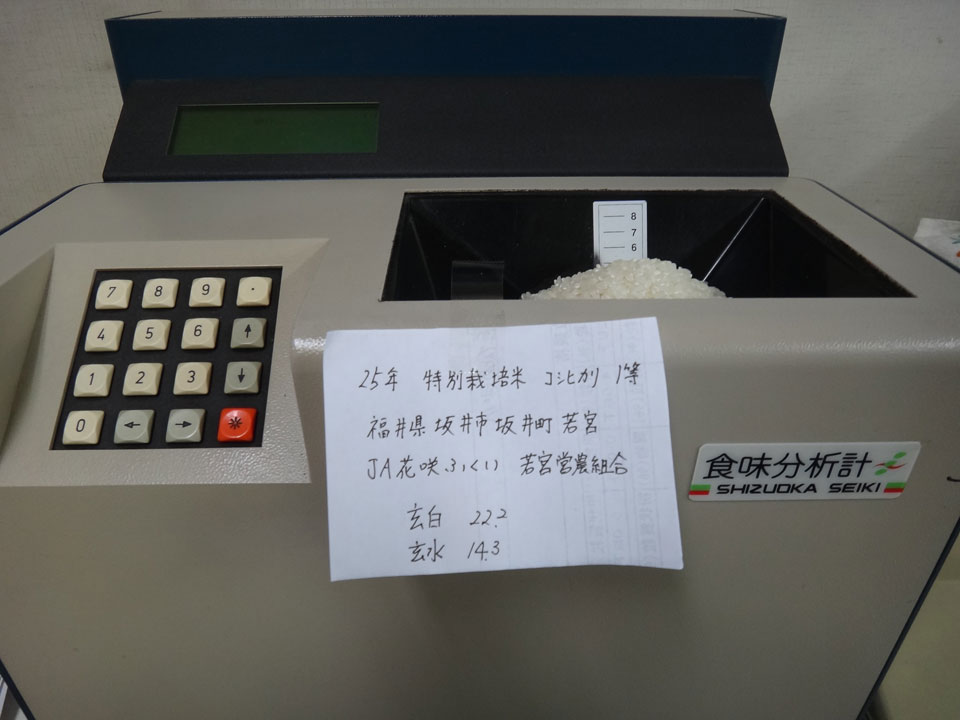 8
7
6
7 8 9 ・
4 5 6 ↑
1 2 3 ↓
0 ← → *
25年 特別栽培米 コシヒカリ 1等
福井県坂井市坂井町若宮
JA花咲ふくい 若宮営農組合
玄白 22.2
玄水 14.3
食味分析計
SHIZUOKA SEIKI